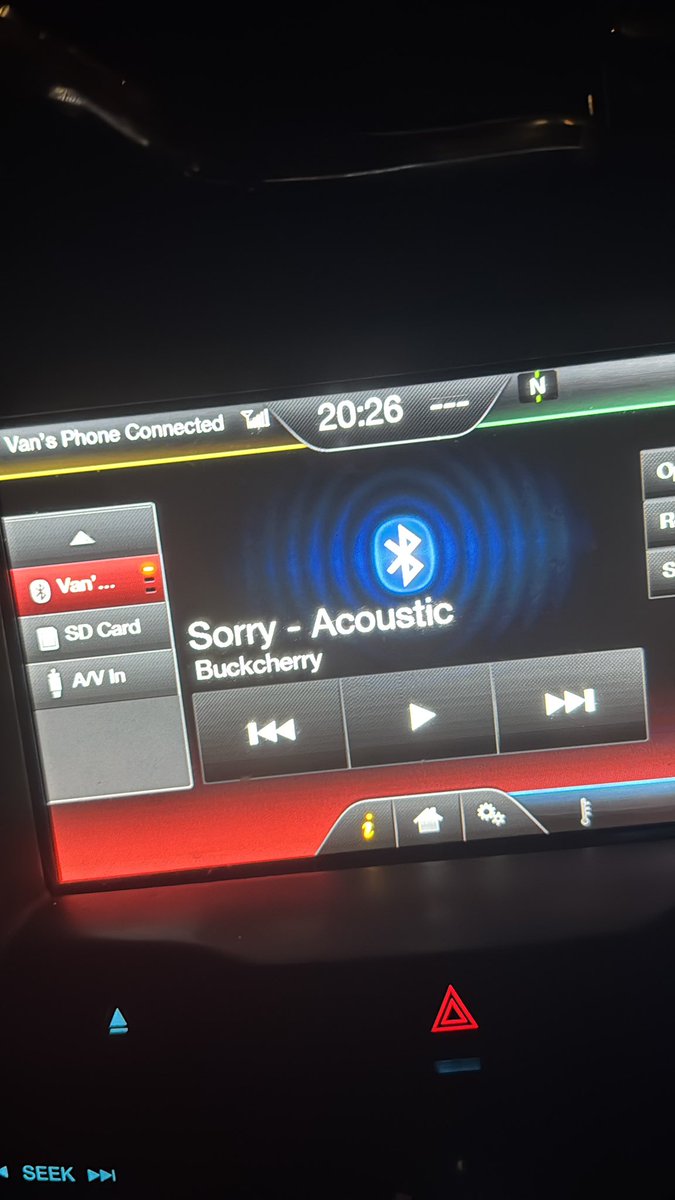 Van's Phone Connected
20:26 ---
N
Van'...
SD Card
A/V In
Sorry - Acoustic
Buckcherry
i
SEEK